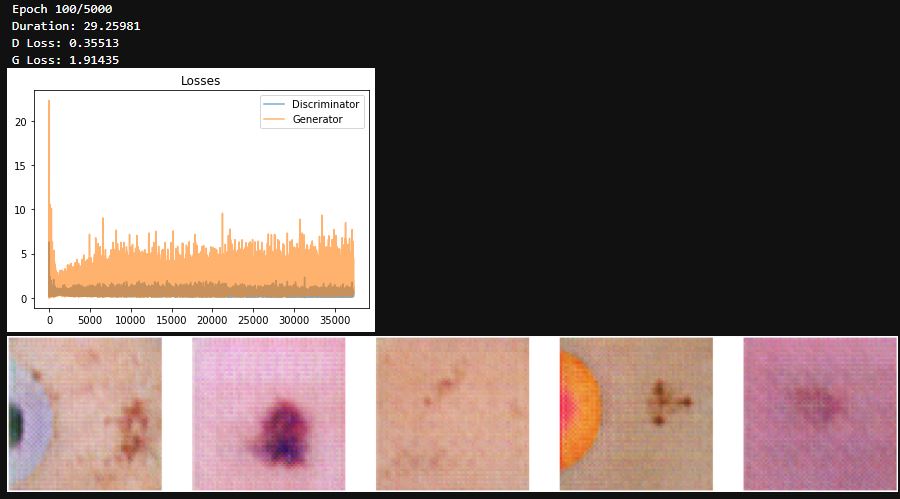 Epoch 100/5000
Duration: 29.25981
D Loss: 0.35513
G Loss: 1.91435
Losses
Discriminator
Generator
20
15
10
5
0
0 5000 10000 15000 20000 25000 30000 35000